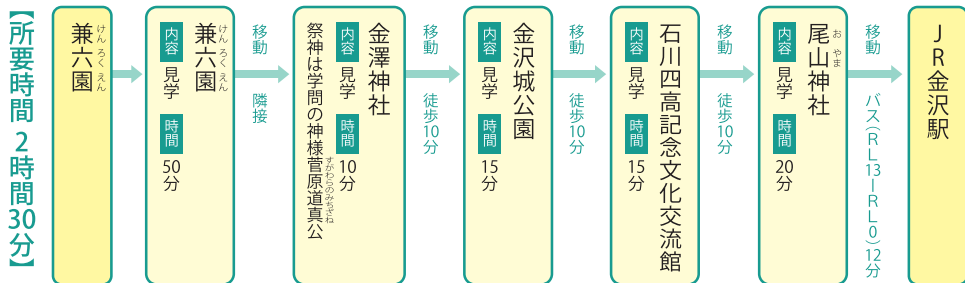 【所要時間 2時間30分】
兼六園
けんろくえん
兼六園
けんろくえん
内容 見学 時間 50分
移動 隣接
金澤神社
内容 見学 時間 10分
祭神は学問の神様菅原道真公
すがわらのみちざね
移動 徒歩10分
金沢城公園
内容 見学 時間 15分
移動 徒歩10分
石川四高記念文化交流館
内容 見学 時間 15分
移動 徒歩10分
尾山神社
おやま
内容 見学 時間 20分
移動 バス(RL13ーRL0)12分
JR金沢駅